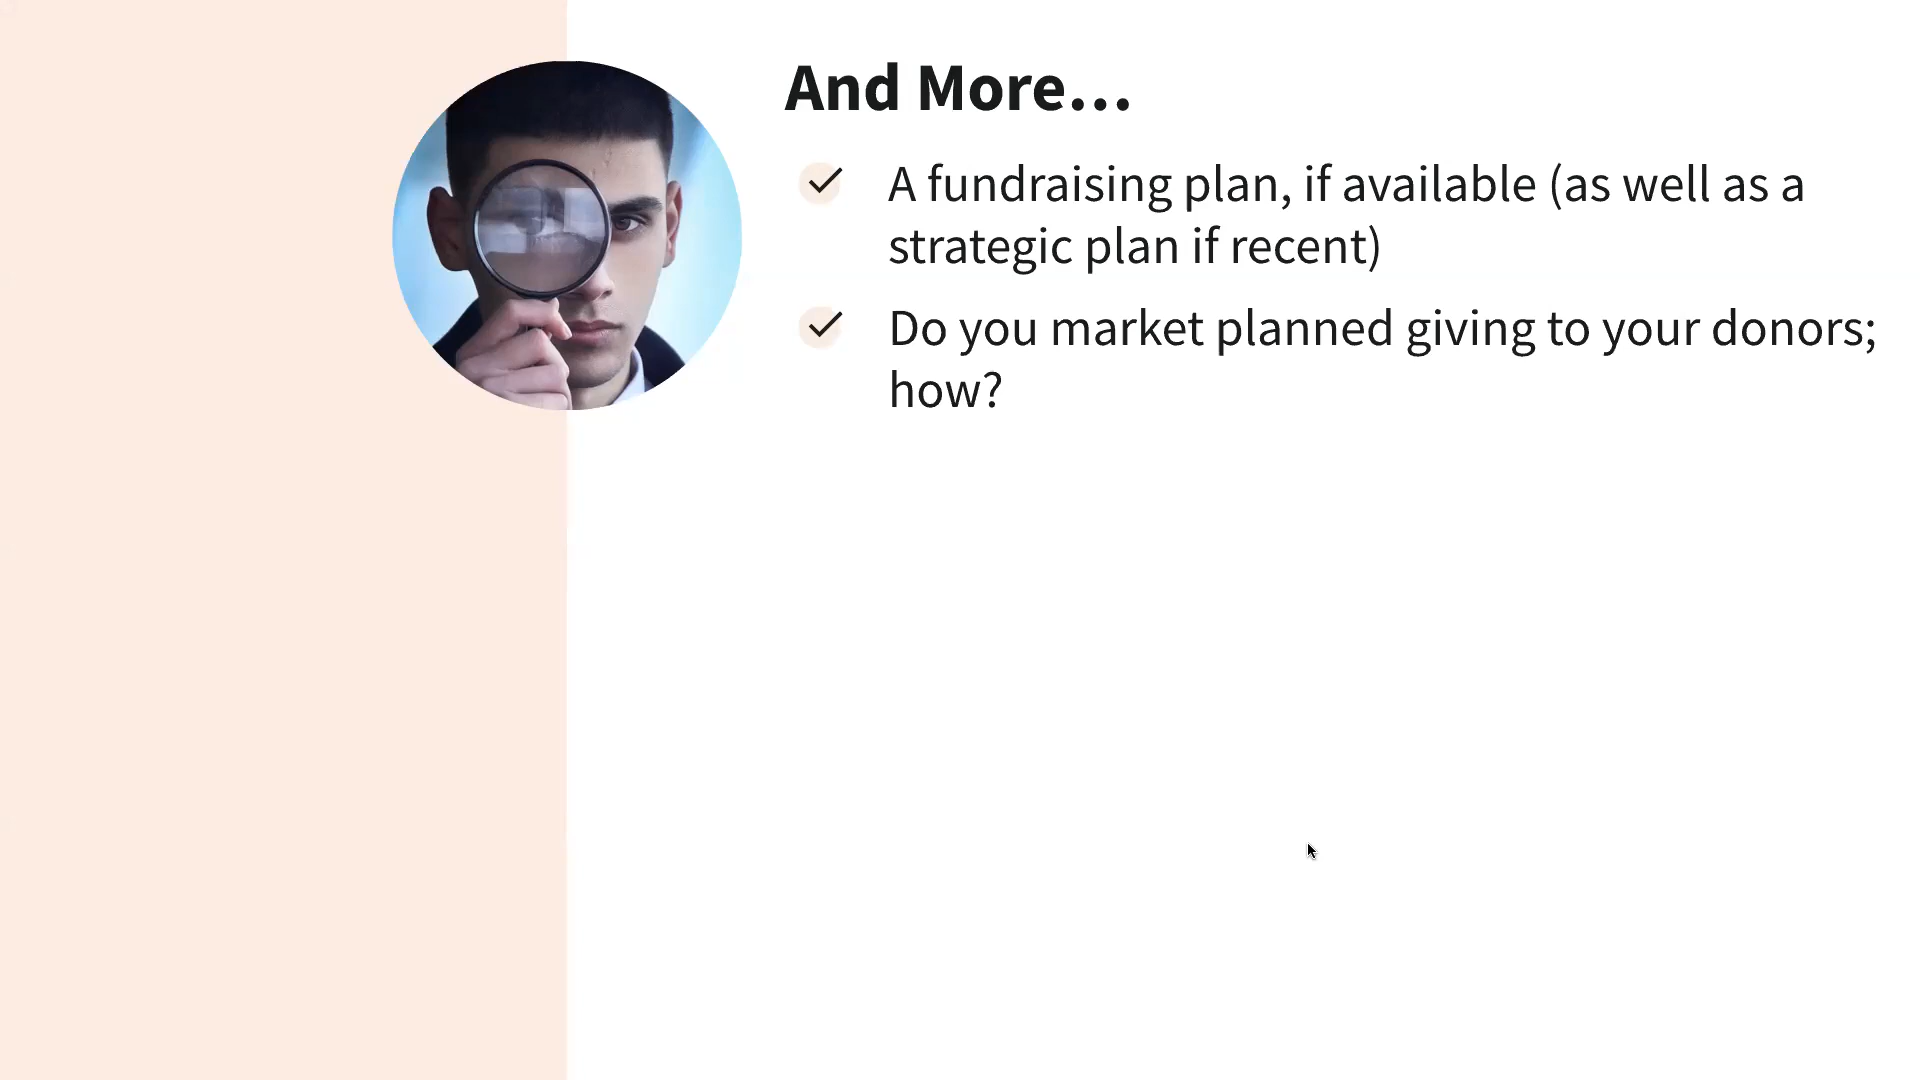 And More…
A fundraising plan, if available (as well as a
strategic plan if recent)
Do you market planned giving to your donors;
how?